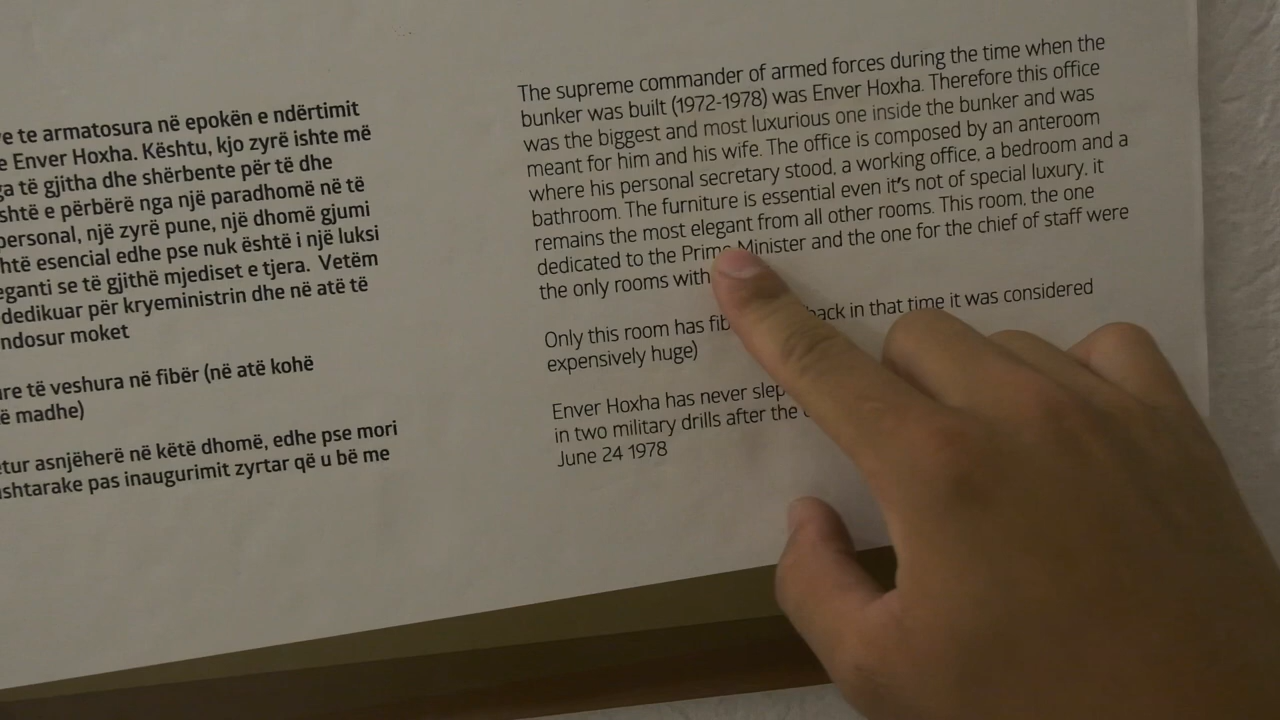 e te armatosura në epokën e ndërtimit
e Enver Hoxha. Kështu, kjo zyrë ishte më
ga të gjitha dhe shërbente për të dhe
shtë e përbërë nga një paradhomë në të
personal, një zyrë pune, një dhomë gjumi
htë esencial edhe pse nuk është i një luksi
eganti se të gjithë mjediset e tjera. Vetëm
dedikuar për kryeministrin dhe në atë të
ndosur moket
re të veshura në fibër (në atë kohë
ë madhe)
etur asnjëherë në këtë dhomë, edhe pse mori
shtarake pas inaugurimit zyrtar që u bë me
The supreme commander of armed forces during the time when the
bunker was built (1972-1978) was Enver Hoxha. Therefore this office
was the biggest and most luxurious one inside the bunker and was
meant for him and his wife. The office is composed by an anteroom
where his personal secretary stood, a working office, a bedroom and a
bathroom. The furniture is essential even it's not of special luxury, it
remains the most elegant from all other rooms. This room, the one
dedicated to the Prime Minister and the one for the chief of staff were
the only rooms with
Only this room has fib back in that time it was considered
expensively huge)
Enver Hoxha has never slep
in two military drills after the
June 24 1978